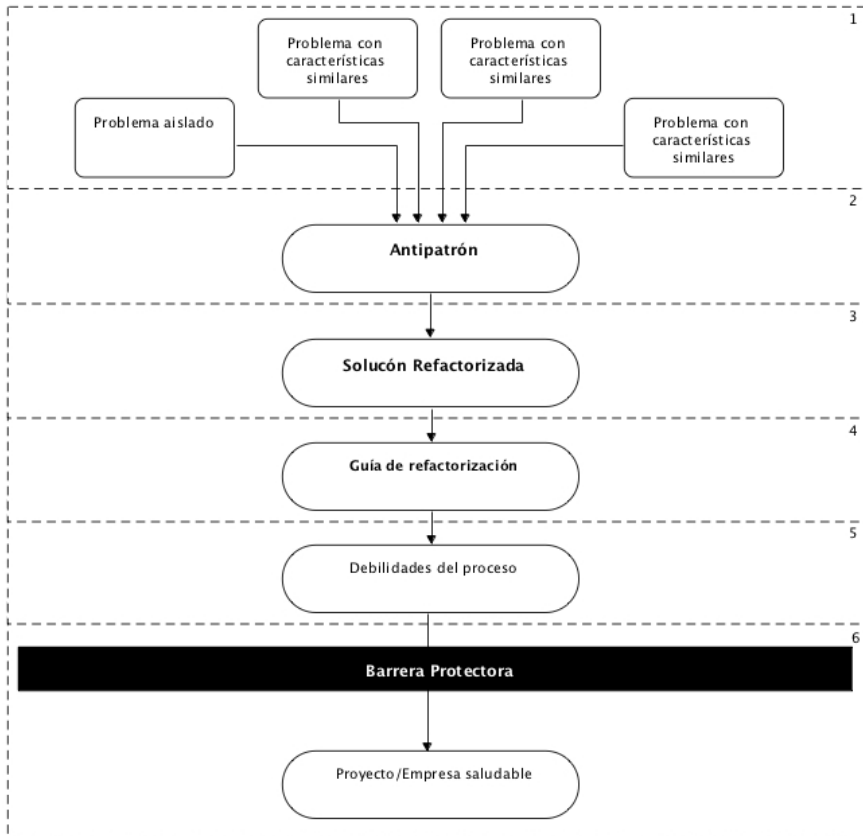 1
Problema con
características
similares
Problema con
características
similares
Problema aislado
Problema con
características
similares
2
Antipatrón
3
Solucón Refactorizada
4
Guía de refactorización
5
Debilidades del proceso
6
Barrera Protectora
Proyecto/Empresa saludable